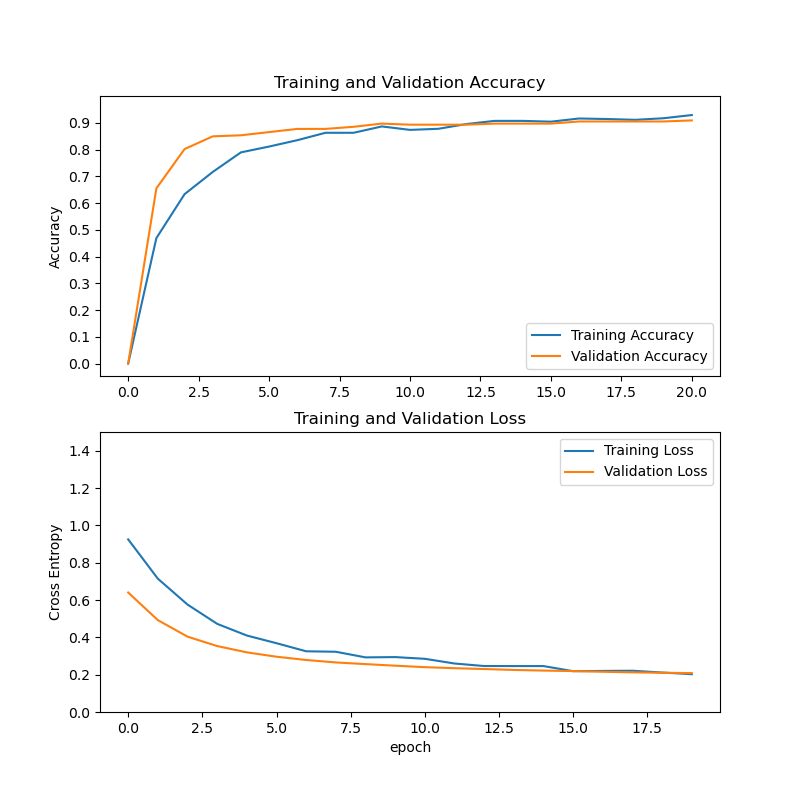 Training and Validation Accuracy
Accuracy
0.9
0.8
0.7
0.6
0.5
0.4
0.3
0.2
0.1
0.0
Training Accuracy
Validation Accuracy
0.0 2.5 5.0 7.5 10.0 12.5 15.0 17.5 20.0
Training and Validation Loss
Cross Entropy
1.4
1.2
1.0
0.8
0.6
0.4
0.2
0.0
Training Loss
Validation Loss
0.0 2.5 5.0 7.5 10.0 12.5 15.0 17.5
epoch